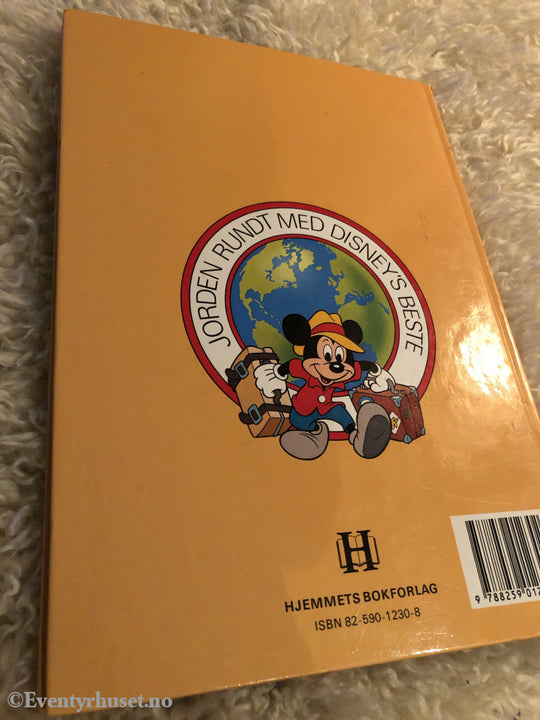 JORDEN RUNDT MED DISNEY'S BESTE
H
HJEMMETS BOKFORLAG
ISBN 82-590-1230-8
9 788259 012
©Eventyrhuset.no